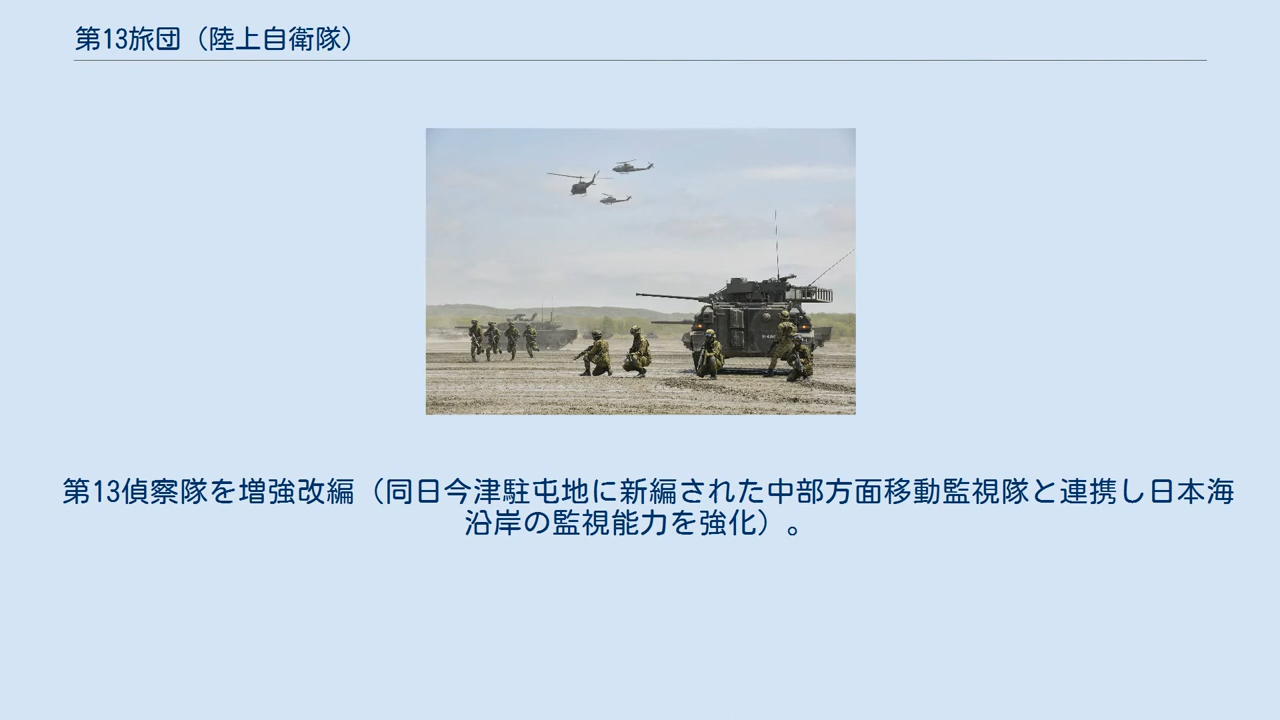 第13旅団（陸上自衛隊）
第13偵察隊を増強改編（同日今津駐屯地に新編された中部方面移動監視隊と連携し日本海
沿岸の監視能力を強化）。